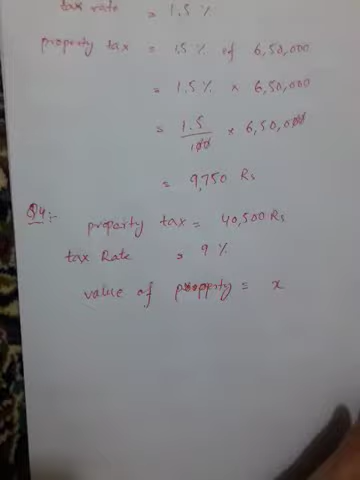 tax rate = 1.5 %
property tax = 1.5 % of 6,50,000
= 1.5 % × 6,50,000
= 1.5/100 × 6,50,000
= 9,750 Rs
Q4:-
property tax = 40,500 Rs
tax Rate = 9 %
value of property = x